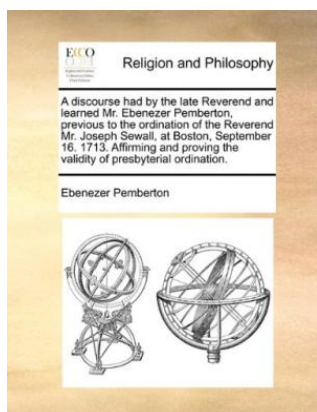 ECCO
Religion and Philosophy
A discourse had by the late Reverend and
learned Mr. Ebenezer Pemberton,
previous to the ordination of the Reverend
Mr. Joseph Sewall, at Boston, September
16. 1713. Affirming and proving the
validity of presbyterial ordination.
Ebenezer Pemberton